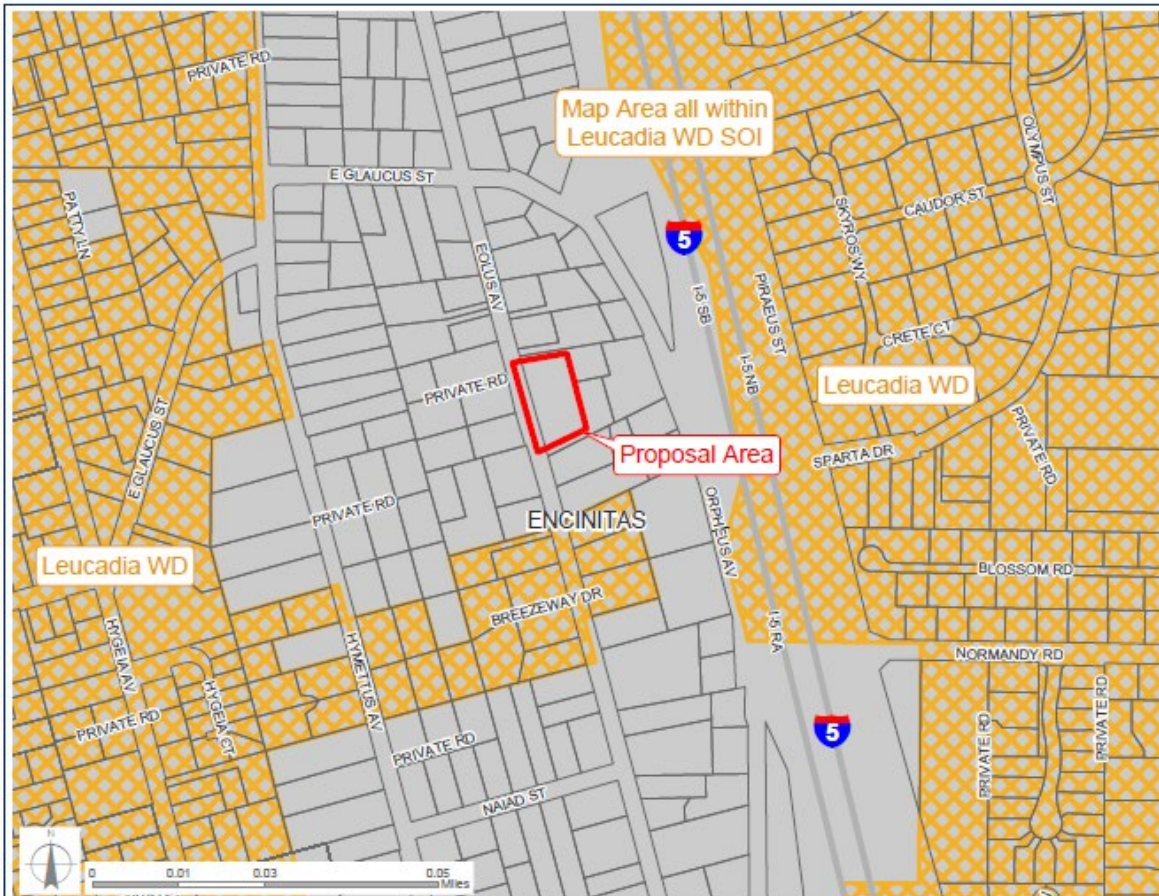 PRIVATE RD
Map Area all within
Leucadia WD SOI
OLYMPUS ST
E GLAUCUS ST
PATTY LN
SKYROS WY
CAUDOR ST
5
EOLUS AV
I-5 SB
PIRAEUS ST
I-5 NB
CRETE CT
PRIVATE RD
Leucadia WD
PRIVATE RD
E GLAUCUS ST
Proposal Area
SPARTA DR
PRIVATE RD
ORPHEUS AV
ENCINITAS
Leucadia WD
BLOSSOM RD
BREEZEWAY DR
HYGEIA AV
HYMETTUS AV
I-5 RA
NORMANDY RD
HYGEIA CT
PRIVATE RD
PRIVATE RD
PRIVATE RD
PRIVATE RD
5
NAIAD ST
N
0 0.01 0.03 0.05
Miles